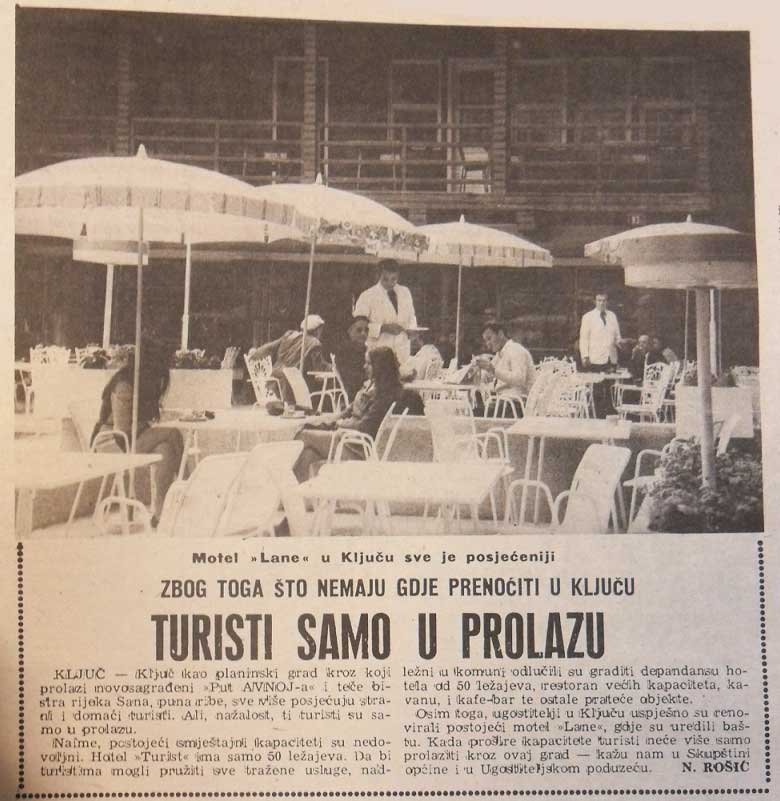 Motel »Lane« u Ključu sve je posjećeniji
ZBOG TOGA ŠTO NEMAJU GDJE PRENOĆITI U KLJUČU
TURISTI SAMO U PROLAZU
KLJUČ — Ključ kao planinski grad kroz koji
prolazi novosagrađeni »Put AVNOJ-a« i teče bi-
stra rijeka Sana, puna ribe, sve više posjećuju stra-
ni i domaći turisti. Ali, nažalost, ti turisti su sa-
mo u prolazu.
Naime, postojeći smještajni kapaciteti su nedo-
voljni. Hotel »Turist« ima samo 50 ležajeva. Da bi
turistima mogli pružiti sve tražene usluge, nad-
ležni u komuni odlučili su graditi depandansu ho-
tela od 50 ležajeva, restoran većih kapaciteta, ka-
vanu, i kafe-bar te ostale prateće objekte.
Osim toga, ugostitelji u Ključu uspješno su reno-
virali postojeći motel »Lane«, gdje su uredili baš-
tu. Kada prošire kapacitete turisti neće više samo
prolaziti kroz ovaj grad — kažu nam u Skupštini
općine i u Ugostiteljskom poduzeću. N. ROŠIĆ